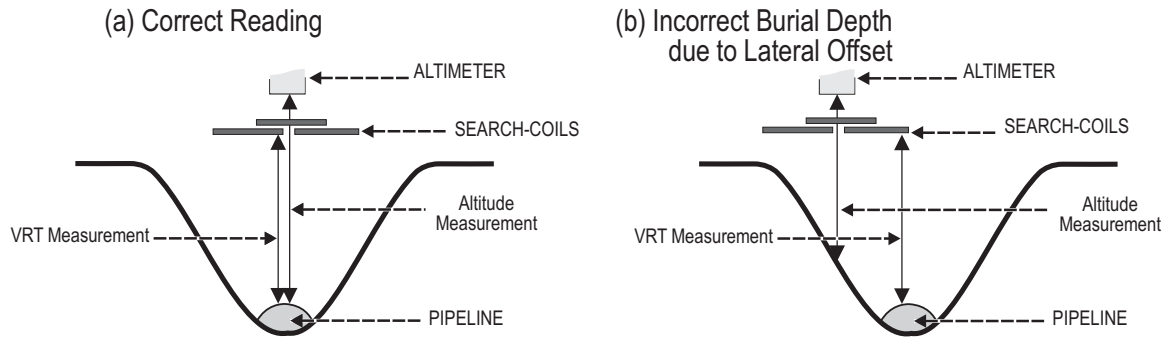 (a) Correct Reading
ALTIMETER
SEARCH-COILS
Altitude
Measurement
VRT Measurement
PIPELINE
(b) Incorrect Burial Depth
due to Lateral Offset
ALTIMETER
SEARCH-COILS
Altitude
Measurement
VRT Measurement
PIPELINE